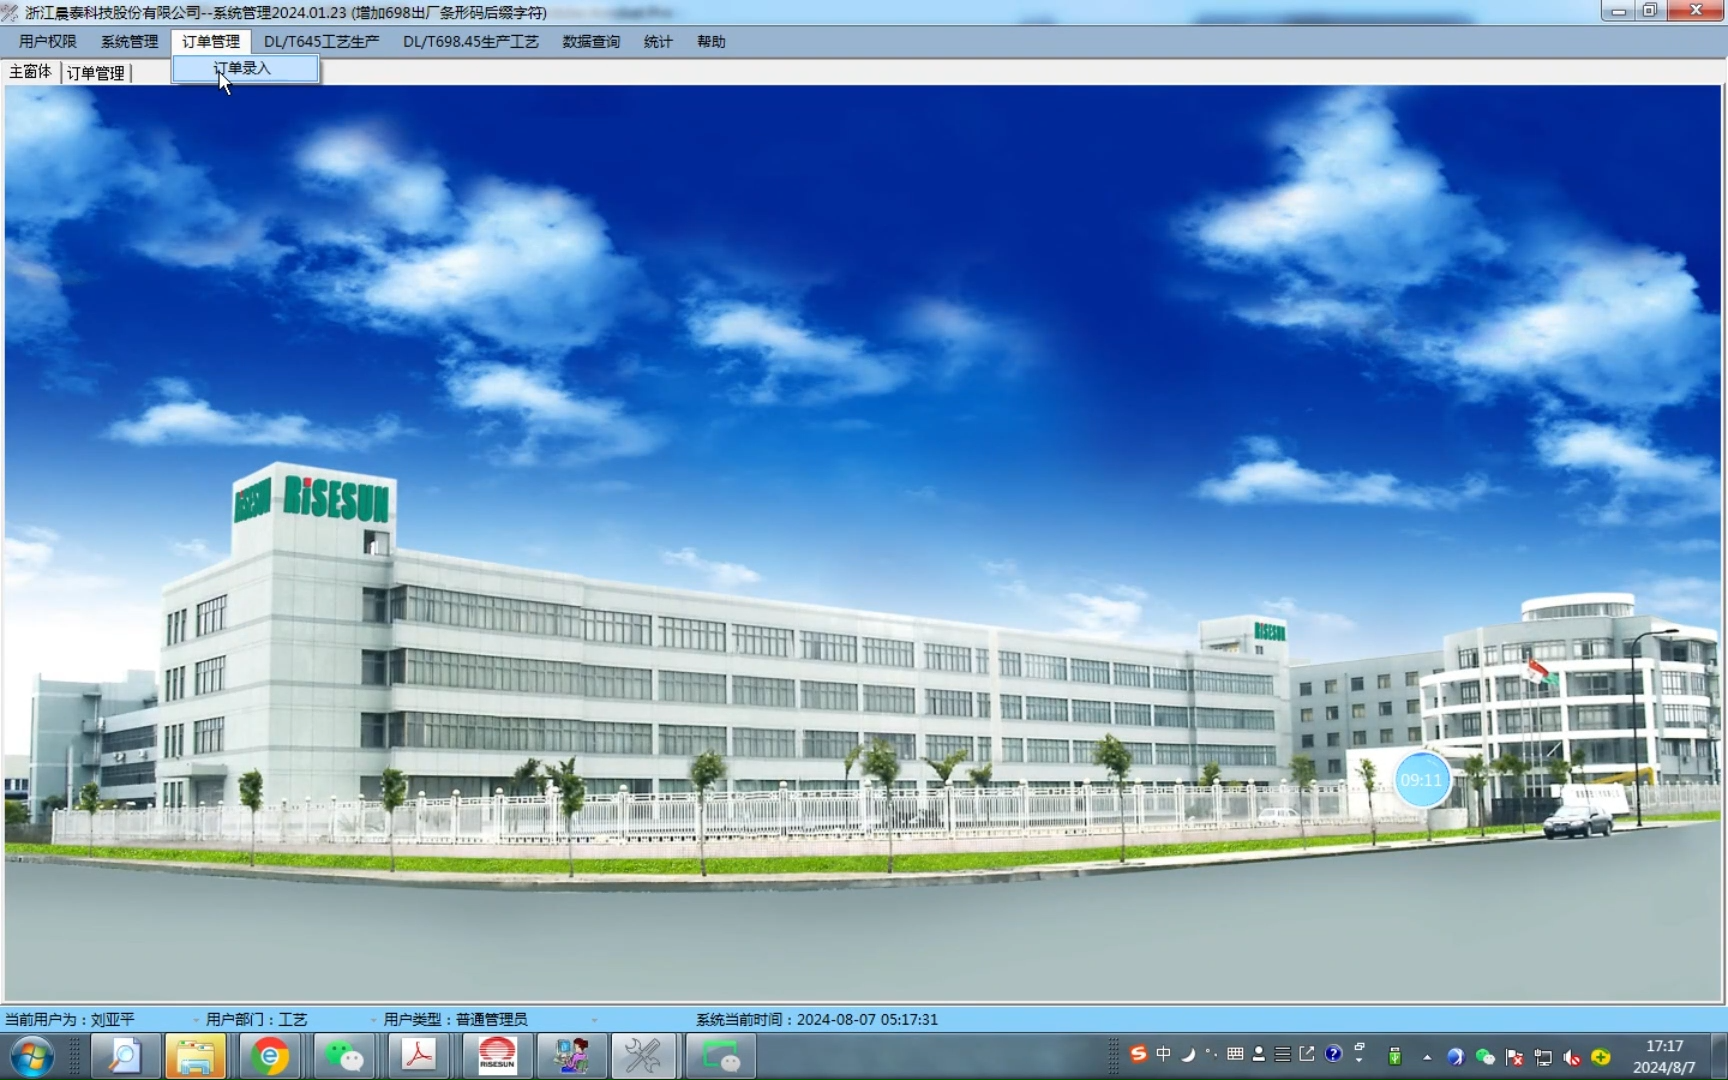 浙江晨泰科技股份有限公司--系统管理2024.01.23 (增加698出厂条形码后缀字符)
用户权限 系统管理 订单管理 DL/T645工艺生产 DL/T698.45生产工艺 数据查询 统计 帮助
订单录入
主窗体 订单管理
RiSESUN RiSESUN
RiSESUN
09:11
当前用户为：刘亚平 用户部门：工艺 用户类型：普通管理员 系统当前时间：2024-08-07 05:17:31
RISESUN
中
17:17
2024/8/7